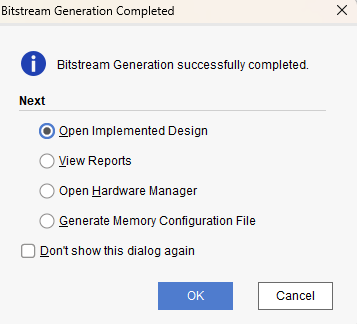 Bitstream Generation Completed
Bitstream Generation successfully completed.
Next
Open Implemented Design
View Reports
Open Hardware Manager
Generate Memory Configuration File
Don't show this dialog again
OK
Cancel